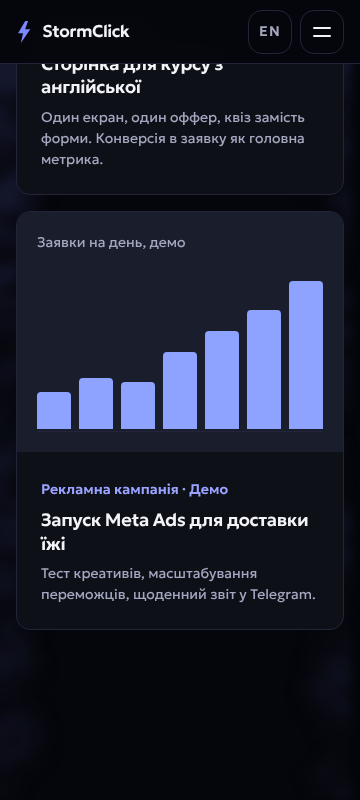 StormClick
EN
Сторінка для курсу з
англійської
Один екран, один оффер, квіз замість
форми. Конверсія в заявку як головна
метрика.
Заявки на день, демо
Рекламна кампанія · Демо
Запуск Meta Ads для доставки
їжі
Тест креативів, масштабування
переможців, щоденний звіт у Telegram.